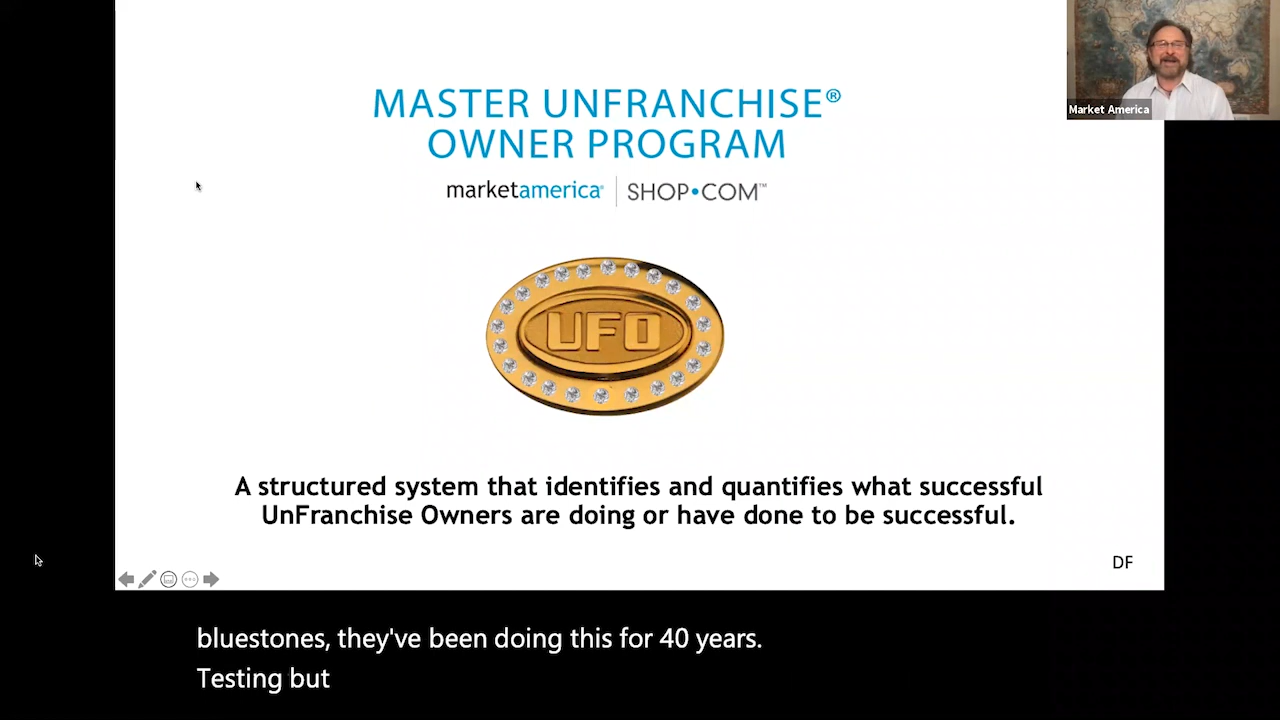 MASTER UNFRANCHISE®
OWNER PROGRAM
marketamerica® | SHOP•COM™
UFO
A structured system that identifies and quantifies what successful
UnFranchise Owners are doing or have done to be successful.
DF
Market America
bluestones, they've been doing this for 40 years.
Testing but